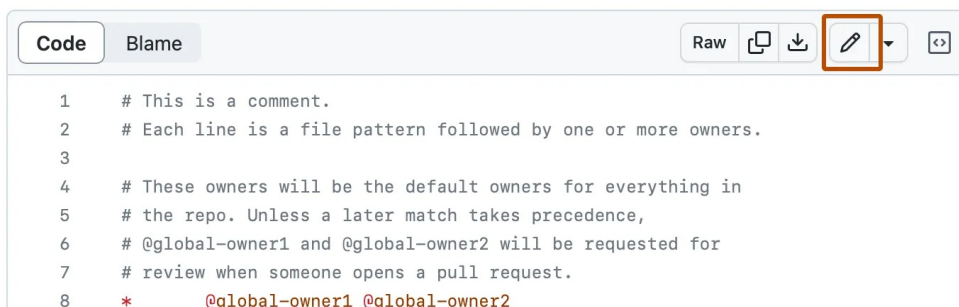 Code Blame Raw
1 # This is a comment.
2 # Each line is a file pattern followed by one or more owners.
3
4 # These owners will be the default owners for everything in
5 # the repo. Unless a later match takes precedence,
6 # @global-owner1 and @global-owner2 will be requested for
7 # review when someone opens a pull request.
8 * @global-owner1 @global-owner2